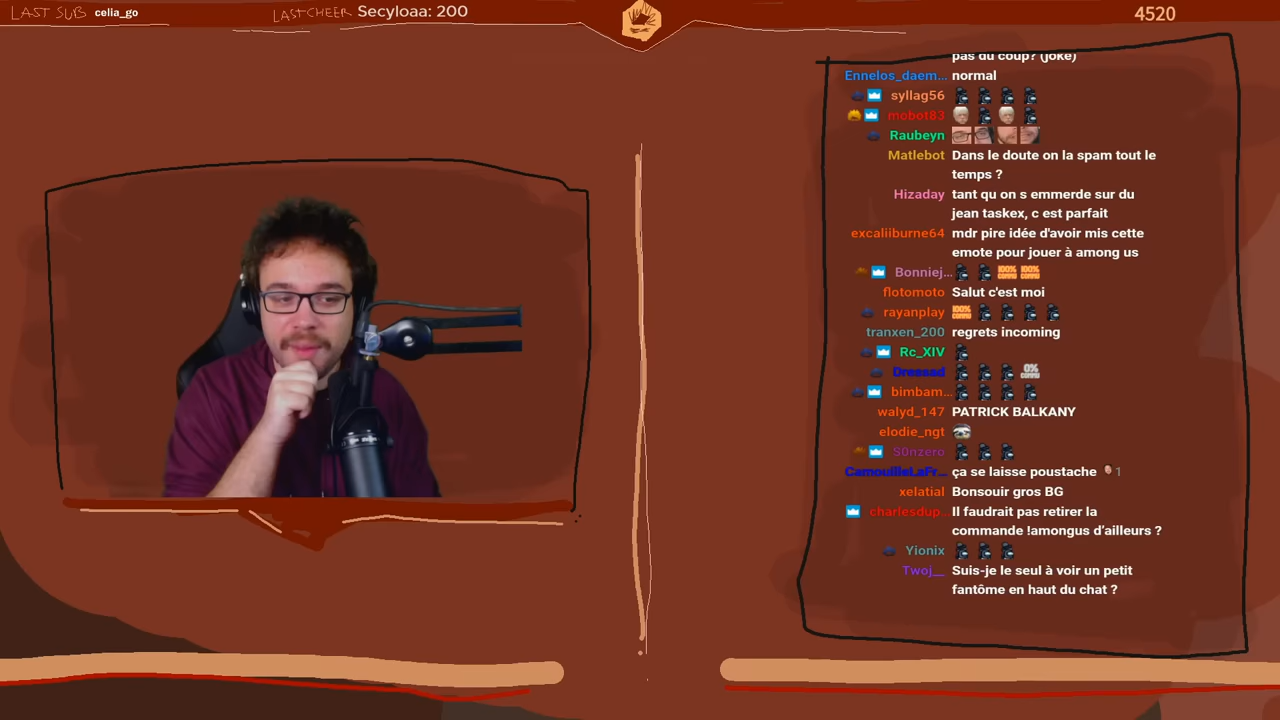 LAST SUB celia_go
LAST CHEER Secyloaa: 200
4520
pas du coup? (joke)
Ennelos_daem... normal
syllag56
mobot83
Raubeyn
Matlebot Dans le doute on la spam tout le
temps ?
Hizaday tant qu on s emmerde sur du
jean taskex, c est parfait
excaliiburne64 mdr pire idée d'avoir mis cette
emote pour jouer à among us
Bonniej... 100% 100%
flotomoto Salut c'est moi
rayanplay 100%
tranxen_200 regrets incoming
Rc_XIV
Dreesad 0%
bimbam...
walyd_147 PATRICK BALKANY
elodie_ngt
S0nzero
CamouilleLaFr... ça se laisse poustache 1
xelatial Bonsouir gros BG
charlesdup... Il faudrait pas retirer la
commande !amongus d'ailleurs ?
Yionix
Twoj__ Suis-je le seul à voir un petit
fantôme en haut du chat ?